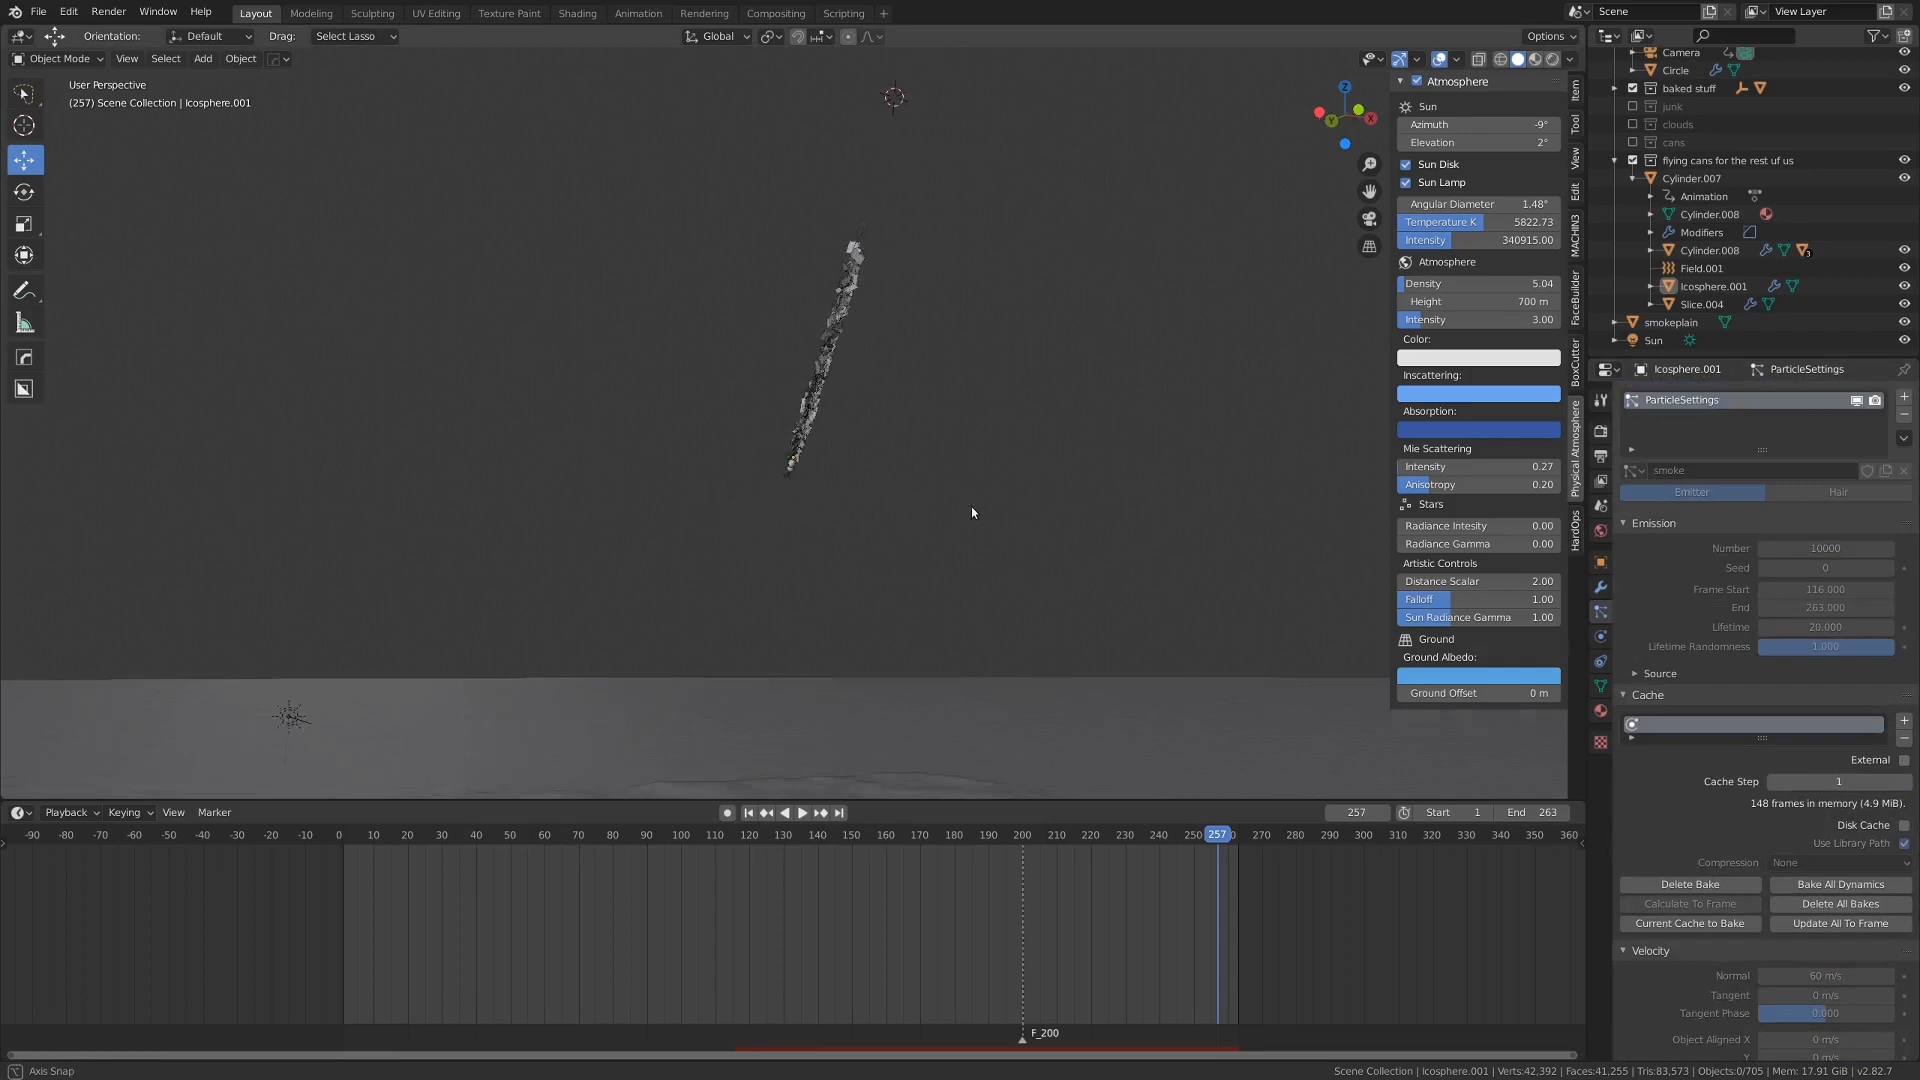 File Edit Render Window Help Layout Modeling Sculpting UV Editing Texture Paint Shading Animation Rendering Compositing Scripting + Scene View Layer
Orientation: Default Drag: Select Lasso Global Options
Object Mode View Select Add Object
User Perspective
(257) Scene Collection | Icosphere.001
Z
Y
X
Atmosphere
Sun
Azimuth -9°
Elevation 2°
Sun Disk
Sun Lamp
Angular Diameter 1.48°
Temperature K 5822.73
Intensity 340915.00
Atmosphere
Density 5.04
Height 700 m
Intensity 3.00
Color:
Inscattering:
Absorption:
Mie Scattering
Intensity 0.27
Anisotropy 0.20
Stars
Radiance Intesity 0.00
Radiance Gamma 0.00
Artistic Controls
Distance Scalar 2.00
Falloff 1.00
Sun Radiance Gamma 1.00
Ground
Ground Albedo:
Ground Offset 0 m
Item
Tool
View
Edit
MACHIN3
FaceBuilder
BoxCutter
Physical Atmosphere
HardOps
Camera
Circle
baked stuff
junk
clouds
cans
flying cans for the rest uf us
Cylinder.007
Animation
Cylinder.008
Modifiers
Cylinder.008 3
Field.001
Icosphere.001
Slice.004
smokeplain
Sun
Icosphere.001 ParticleSettings
ParticleSettings
smoke
Emitter Hair
Emission
Number 10000
Seed 0
Frame Start 116.000
End 263.000
Lifetime 20.000
Lifetime Randomness 1.000
Source
Cache
External
Cache Step 1
148 frames in memory (4.9 MiB).
Disk Cache
Use Library Path
Compression None
Delete Bake Bake All Dynamics
Calculate To Frame Delete All Bakes
Current Cache to Bake Update All To Frame
Velocity
Normal 60 m/s
Tangent 0 m/s
Tangent Phase 0.000
Object Aligned X 0 m/s
Y 0 m/s
Playback Keying View Marker 257 Start 1 End 263
-90 -80 -70 -60 -50 -40 -30 -20 -10 0 10 20 30 40 50 60 70 80 90 100 110 120 130 140 150 160 170 180 190 200 210 220 230 240 250 257 270 280 290 300 310 320 330 340 350 360
F_200
Axis Snap Scene Collection | Icosphere.001 | Verts:42,392 | Faces:41,255 | Tris:83,573 | Objects:0/705 | Mem: 17.91 GiB | v2.82.7